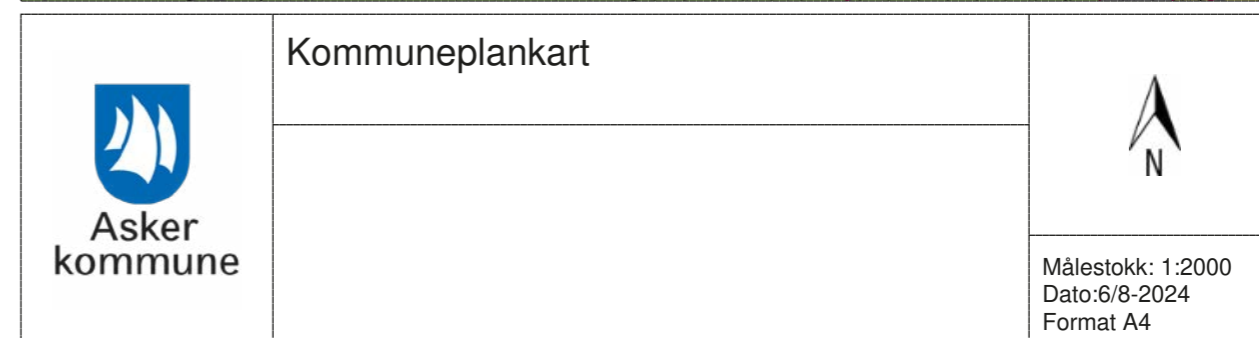 Kommuneplankart
Asker
kommune
N
Målestokk: 1:2000
Dato:6/8-2024
Format A4